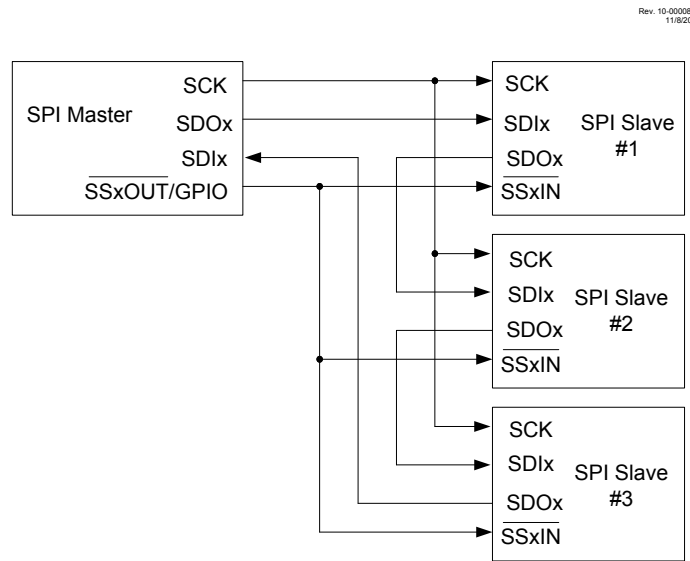 Rev. 10-00008
11/8/20
SPI Master
SCK
SDOx
SDIx
SSxOUT/GPIO
SCK
SDIx
SDOx
SSxIN
SPI Slave
#1
SCK
SDIx
SDOx
SSxIN
SPI Slave
#2
SCK
SDIx
SDOx
SSxIN
SPI Slave
#3